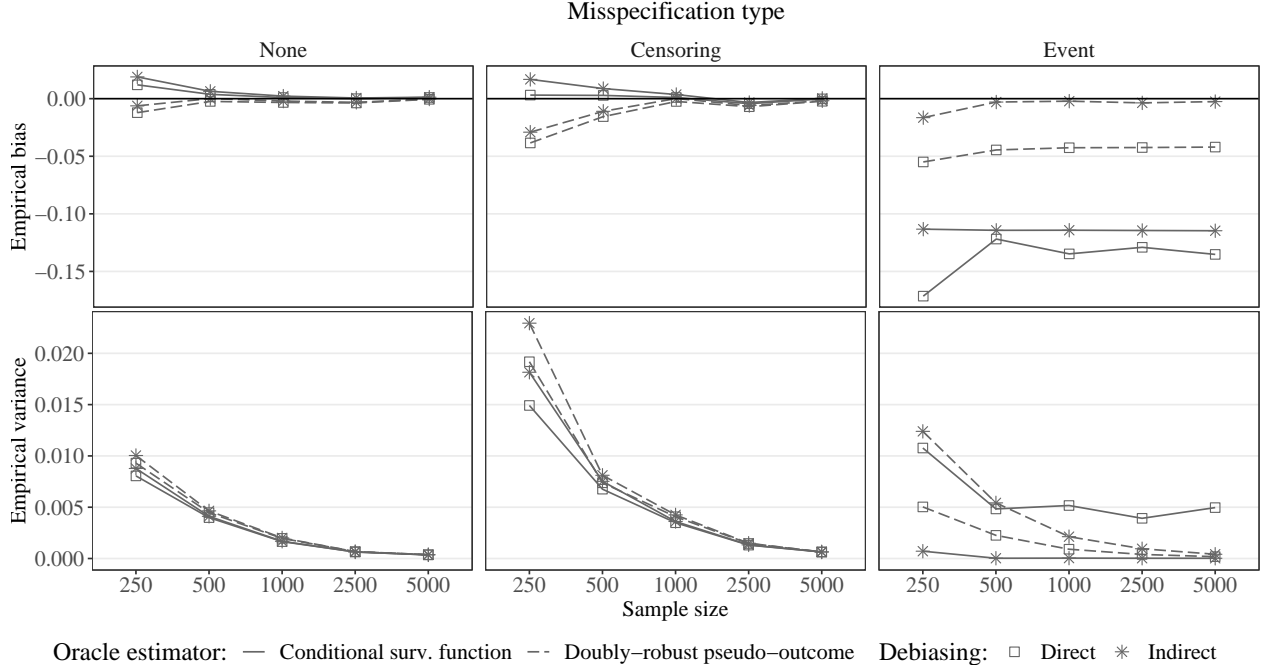 Misspecification type
None Censoring Event
Empirical bias
0.00
−0.05
−0.10
−0.15
Empirical variance
0.020
0.015
0.010
0.005
0.000
250 500 1000 2500 5000 250 500 1000 2500 5000 250 500 1000 2500 5000
Sample size
Oracle estimator: Conditional surv. function Doubly−robust pseudo−outcome Debiasing: Direct Indirect